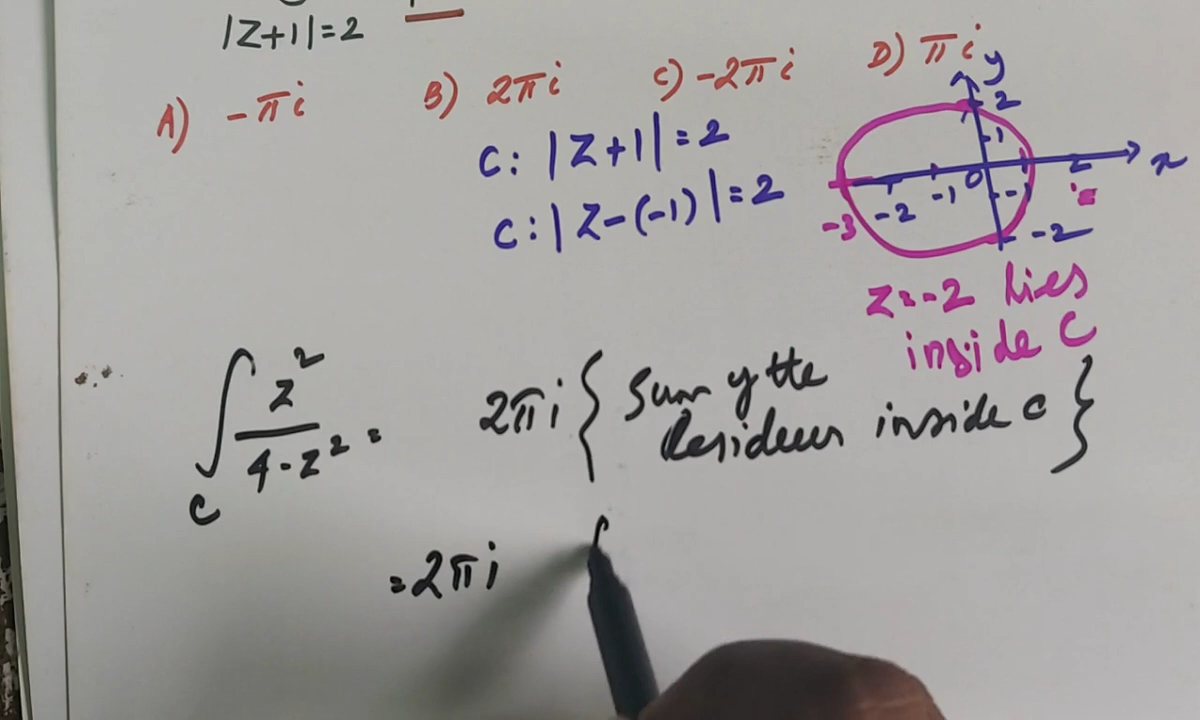 |Z+1|=2
A) -πi B) 2πi C) -2πi D) πi
C: |Z+1|=2
C: |Z-(-1)|=2
y
2
1
x
-3 -2 -1 0 1 2
-2
Z=-2 lies
inside C
∫ z² = 2πi { Sum of the
C 4-z² Residues inside C }
= 2πi